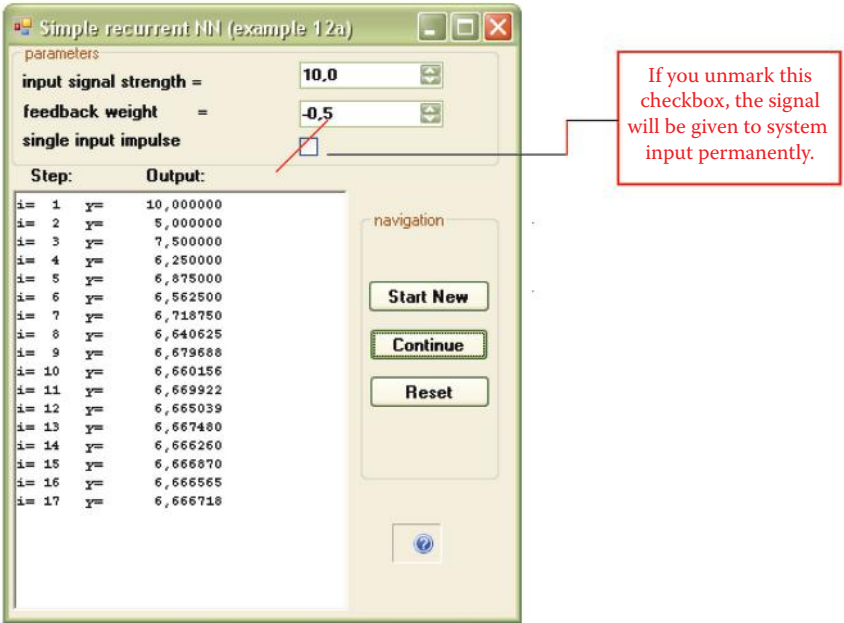 Simple recurrent NN (example 12a)
parameters
input signal strength = 10,0
feedback weight = -0,5
single input impulse
If you unmark this
checkbox, the signal
will be given to system
input permanently.
Step: Output:
i= 1 y= 10,000000
i= 2 y= 5,000000
i= 3 y= 7,500000
i= 4 y= 6,250000
i= 5 y= 6,875000
i= 6 y= 6,562500
i= 7 y= 6,718750
i= 8 y= 6,640625
i= 9 y= 6,679688
i= 10 y= 6,660156
i= 11 y= 6,669922
i= 12 y= 6,665039
i= 13 y= 6,667480
i= 14 y= 6,666260
i= 15 y= 6,666870
i= 16 y= 6,666565
i= 17 y= 6,666718
navigation
Start New
Continue
Reset